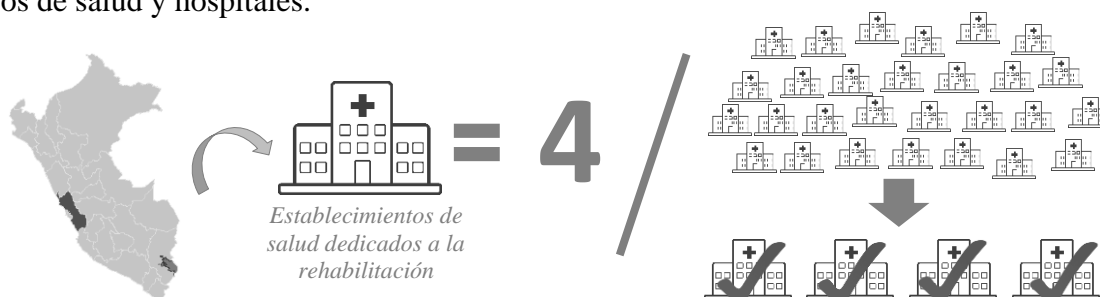 os de salud y hospitales.
= 4 /
Establecimientos de
salud dedicados a la
rehabilitación